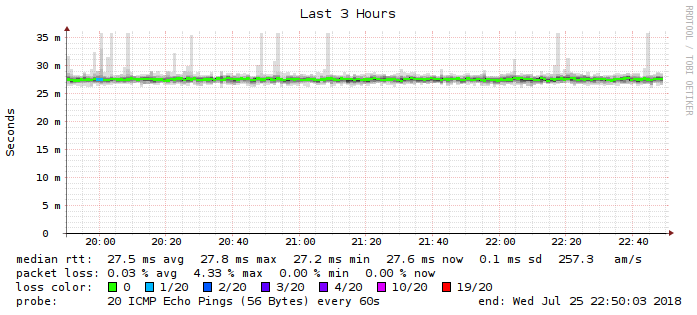 Last 3 Hours
RRDTOOL / TOBI OETIKER
Seconds
35 m
30 m
25 m
20 m
15 m
10 m
5 m
0
20:00 20:20 20:40 21:00 21:20 21:40 22:00 22:20 22:40
median rtt: 27.5 ms avg 27.8 ms max 27.2 ms min 27.6 ms now 0.1 ms sd 257.3 am/s
packet loss: 0.03 % avg 4.33 % max 0.00 % min 0.00 % now
loss color: 0 1/20 2/20 3/20 4/20 10/20 19/20
probe: 20 ICMP Echo Pings (56 Bytes) every 60s end: Wed Jul 25 22:50:03 2018